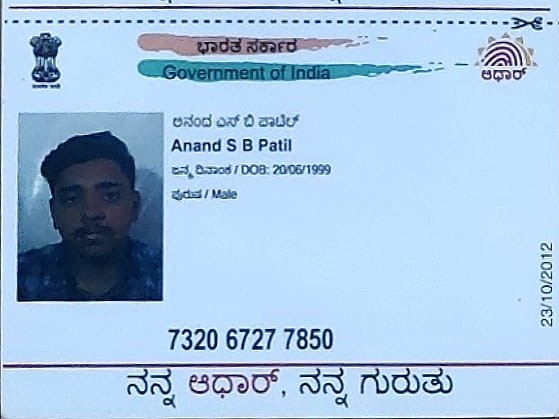 ಭಾರತ ಸರ್ಕಾರ
Government of India
ಆಧಾರ್
ಆನಂದ ಎಸ್ ಬಿ ಪಾಟೀಲ್
Anand S B Patil
ಜನ್ಮ ದಿನಾಂಕ / DOB: 20/06/1999
ಪುರುಷ / Male
23/10/2012
7320 6727 7850
ನನ್ನ ಆಧಾರ್, ನನ್ನ ಗುರುತು